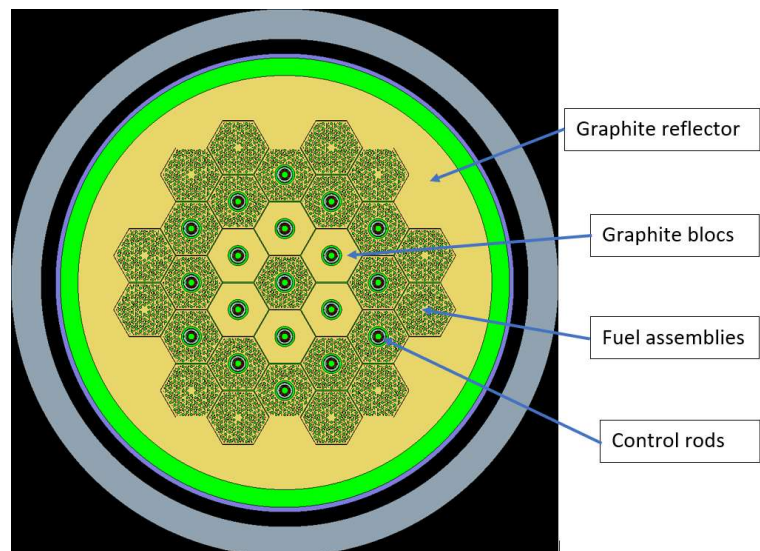 Graphite reflector
Graphite blocs
Fuel assemblies
Control rods